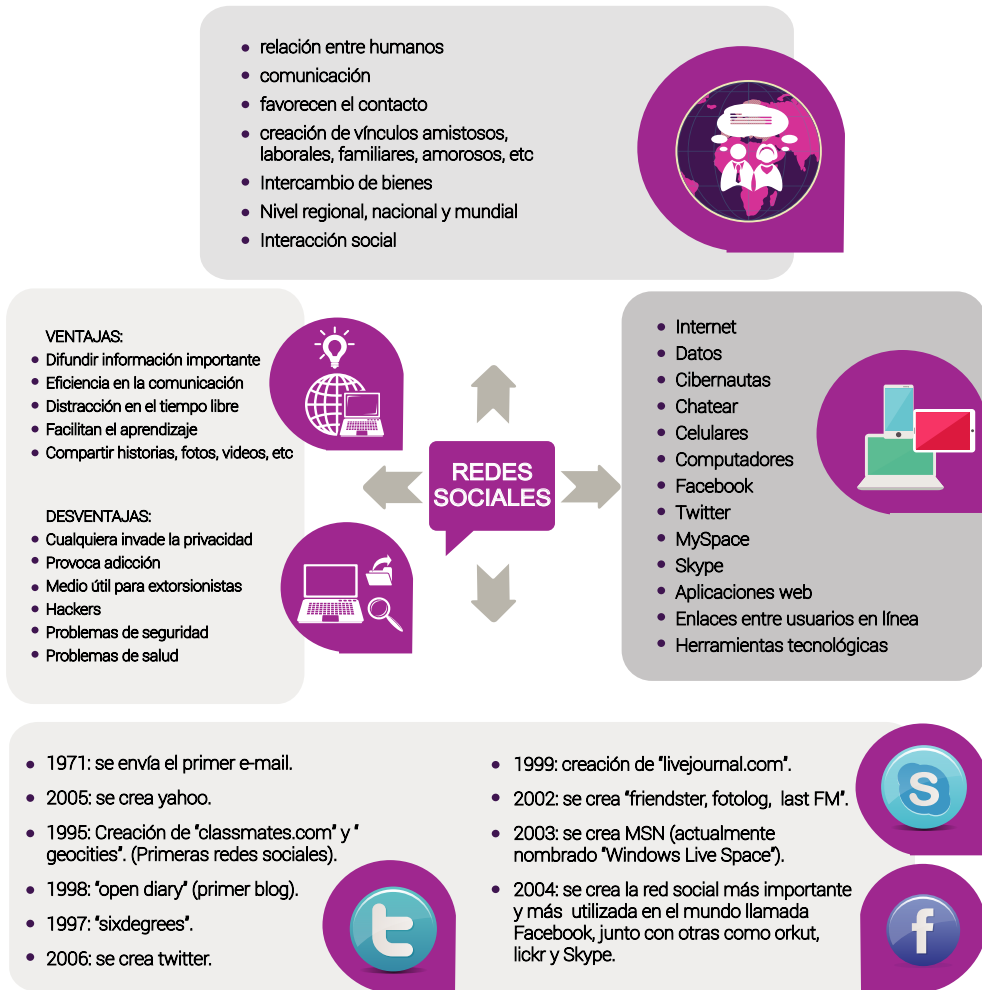 • relación entre humanos
• comunicación
• favorecen el contacto
• creación de vínculos amistosos,
laborales, familiares, amorosos, etc
• Intercambio de bienes
• Nivel regional, nacional y mundial
• Interacción social
VENTAJAS:
• Difundir información importante
• Eficiencia en la comunicación
• Distracción en el tiempo libre
• Facilitan el aprendizaje
• Compartir historias, fotos, videos, etc
DESVENTAJAS:
• Cualquiera invade la privacidad
• Provoca adicción
• Medio útil para extorsionistas
• Hackers
• Problemas de seguridad
• Problemas de salud
REDES
SOCIALES
• Internet
• Datos
• Cibernautas
• Chatear
• Celulares
• Computadores
• Facebook
• Twitter
• MySpace
• Skype
• Aplicaciones web
• Enlaces entre usuarios en línea
• Herramientas tecnológicas
• 1971: se envía el primer e-mail.
• 2005: se crea yahoo.
• 1995: Creación de "classmates.com" y "
geocities". (Primeras redes sociales).
• 1998: "open diary" (primer blog).
• 1997: "sixdegrees".
• 2006: se crea twitter.
t
• 1999: creación de "livejournal.com".
• 2002: se crea "friendster, fotolog,  last FM".
• 2003: se crea MSN (actualmente
nombrado "Windows Live Space").
• 2004: se crea la red social más importante
y más  utilizada en el mundo llamada
Facebook, junto con otras como orkut,
lickr y Skype.
S
f